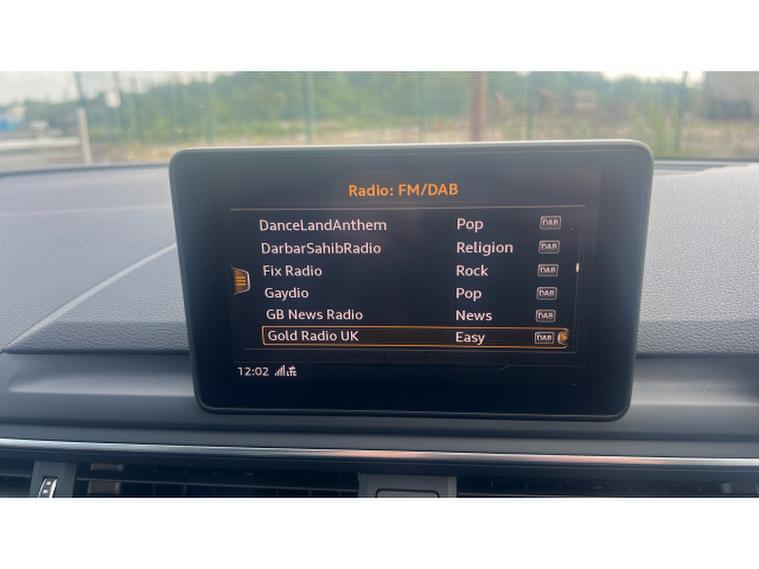 Radio: FM/DAB
DanceLandAnthem Pop DAB
DarbarSahibRadio Religion DAB
Fix Radio Rock DAB
Gaydio Pop DAB
GB News Radio News DAB
Gold Radio UK Easy DAB
12:02